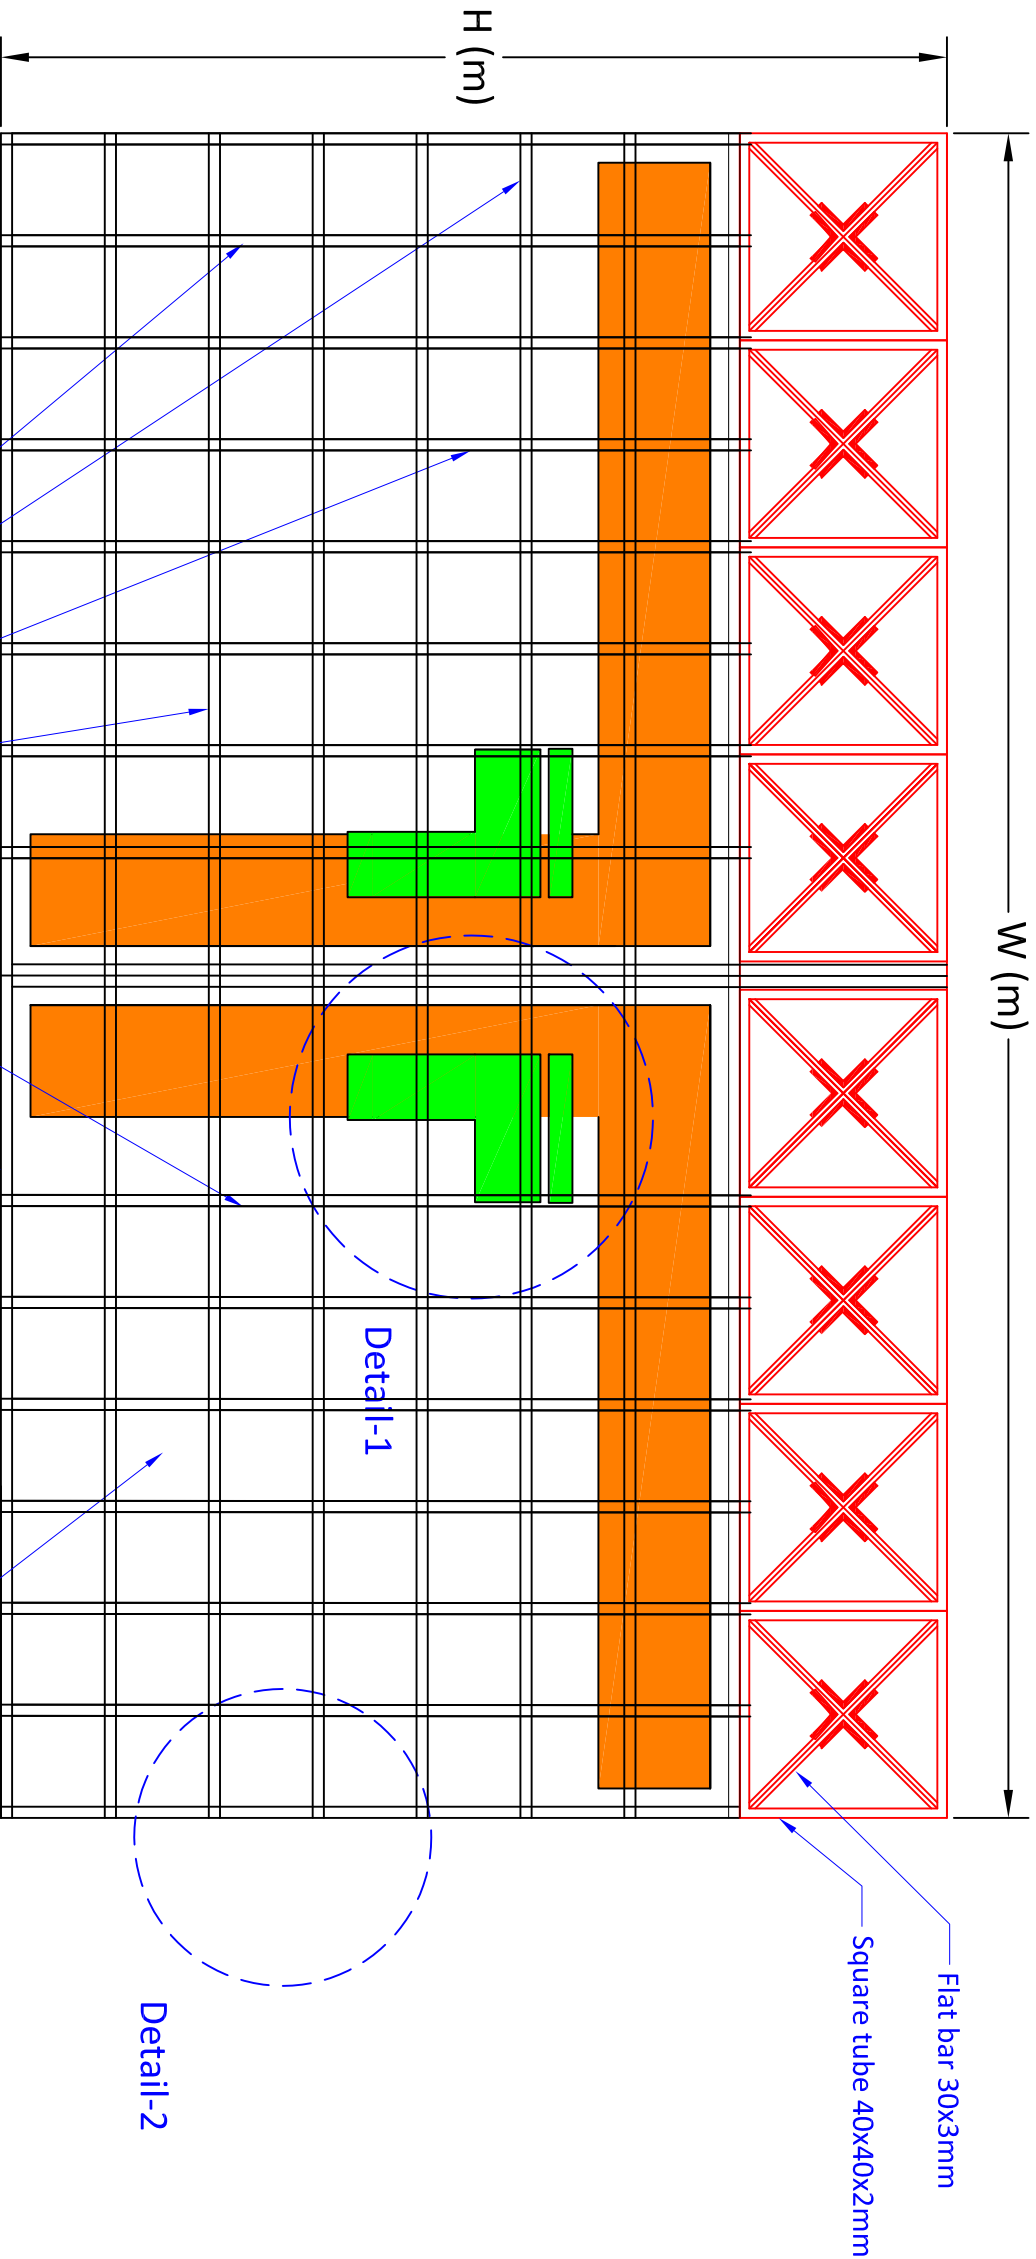 W (m)
H (m)
Flat bar 30x3mm
Square tube 40x40x2mm
Detail-1
Detail-2